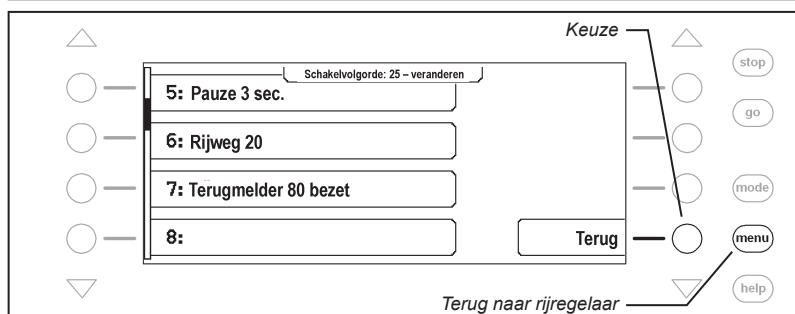 Keuze
Schakelvolgorde: 25 – veranderen
5: Pauze 3 sec.
6: Rijweg 20
7: Terugmelder 80 bezet
8:
Terug
stop
go
mode
menu
help
Terug naar rijregelaar